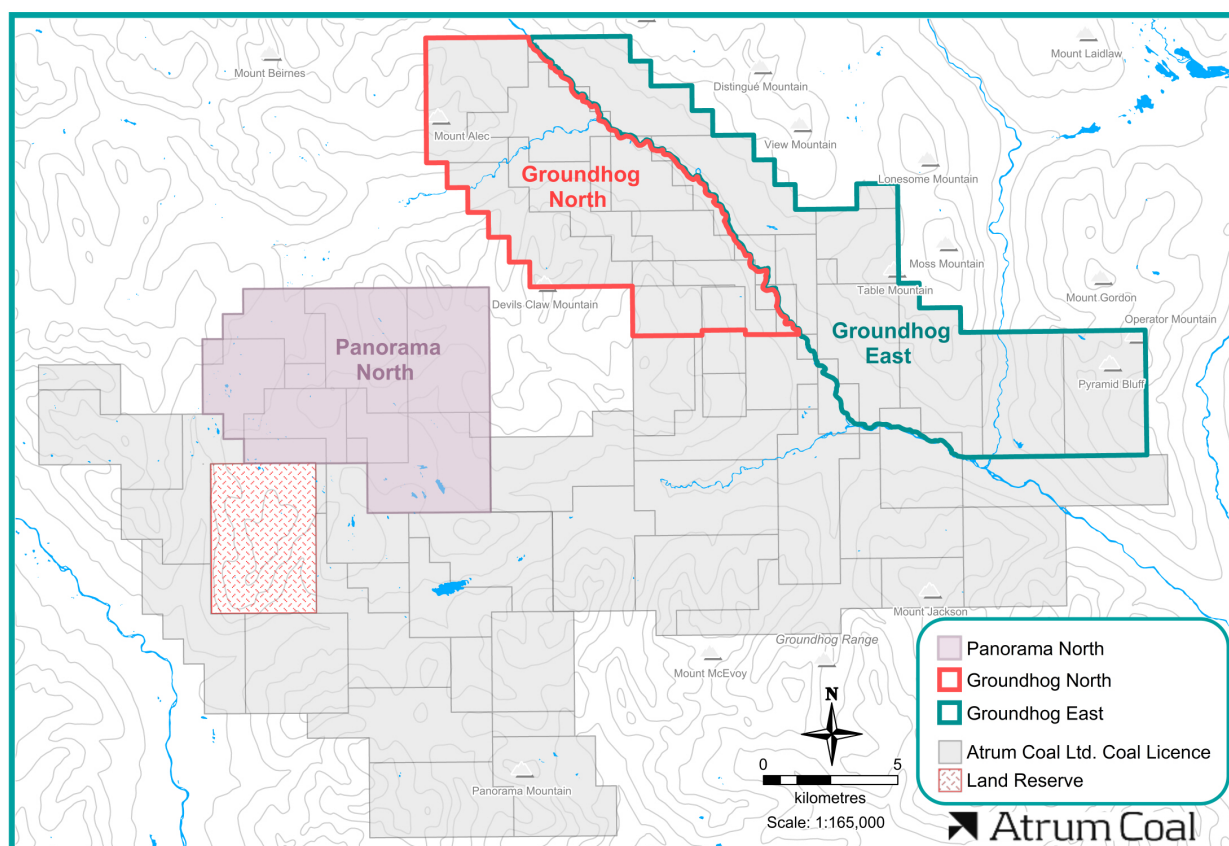 Mount Beirnes
Mount Laidlaw
Distingué Mountain
Mount Alec
View Mountain
Groundhog
North
Lonesome Mountain
Moss Mountain
Table Mountain
Mount Gordon
Devils Claw Mountain
Operator Mountain
Groundhog
East
Panorama
North
Pyramid Bluff
Mount Jackson
Groundhog Range
Mount McEvoy
Panorama Mountain
N
0 5
kilometres
Scale: 1:165,000
Panorama North
Groundhog North
Groundhog East
Atrum Coal Ltd. Coal Licence
Land Reserve
Atrum Coal